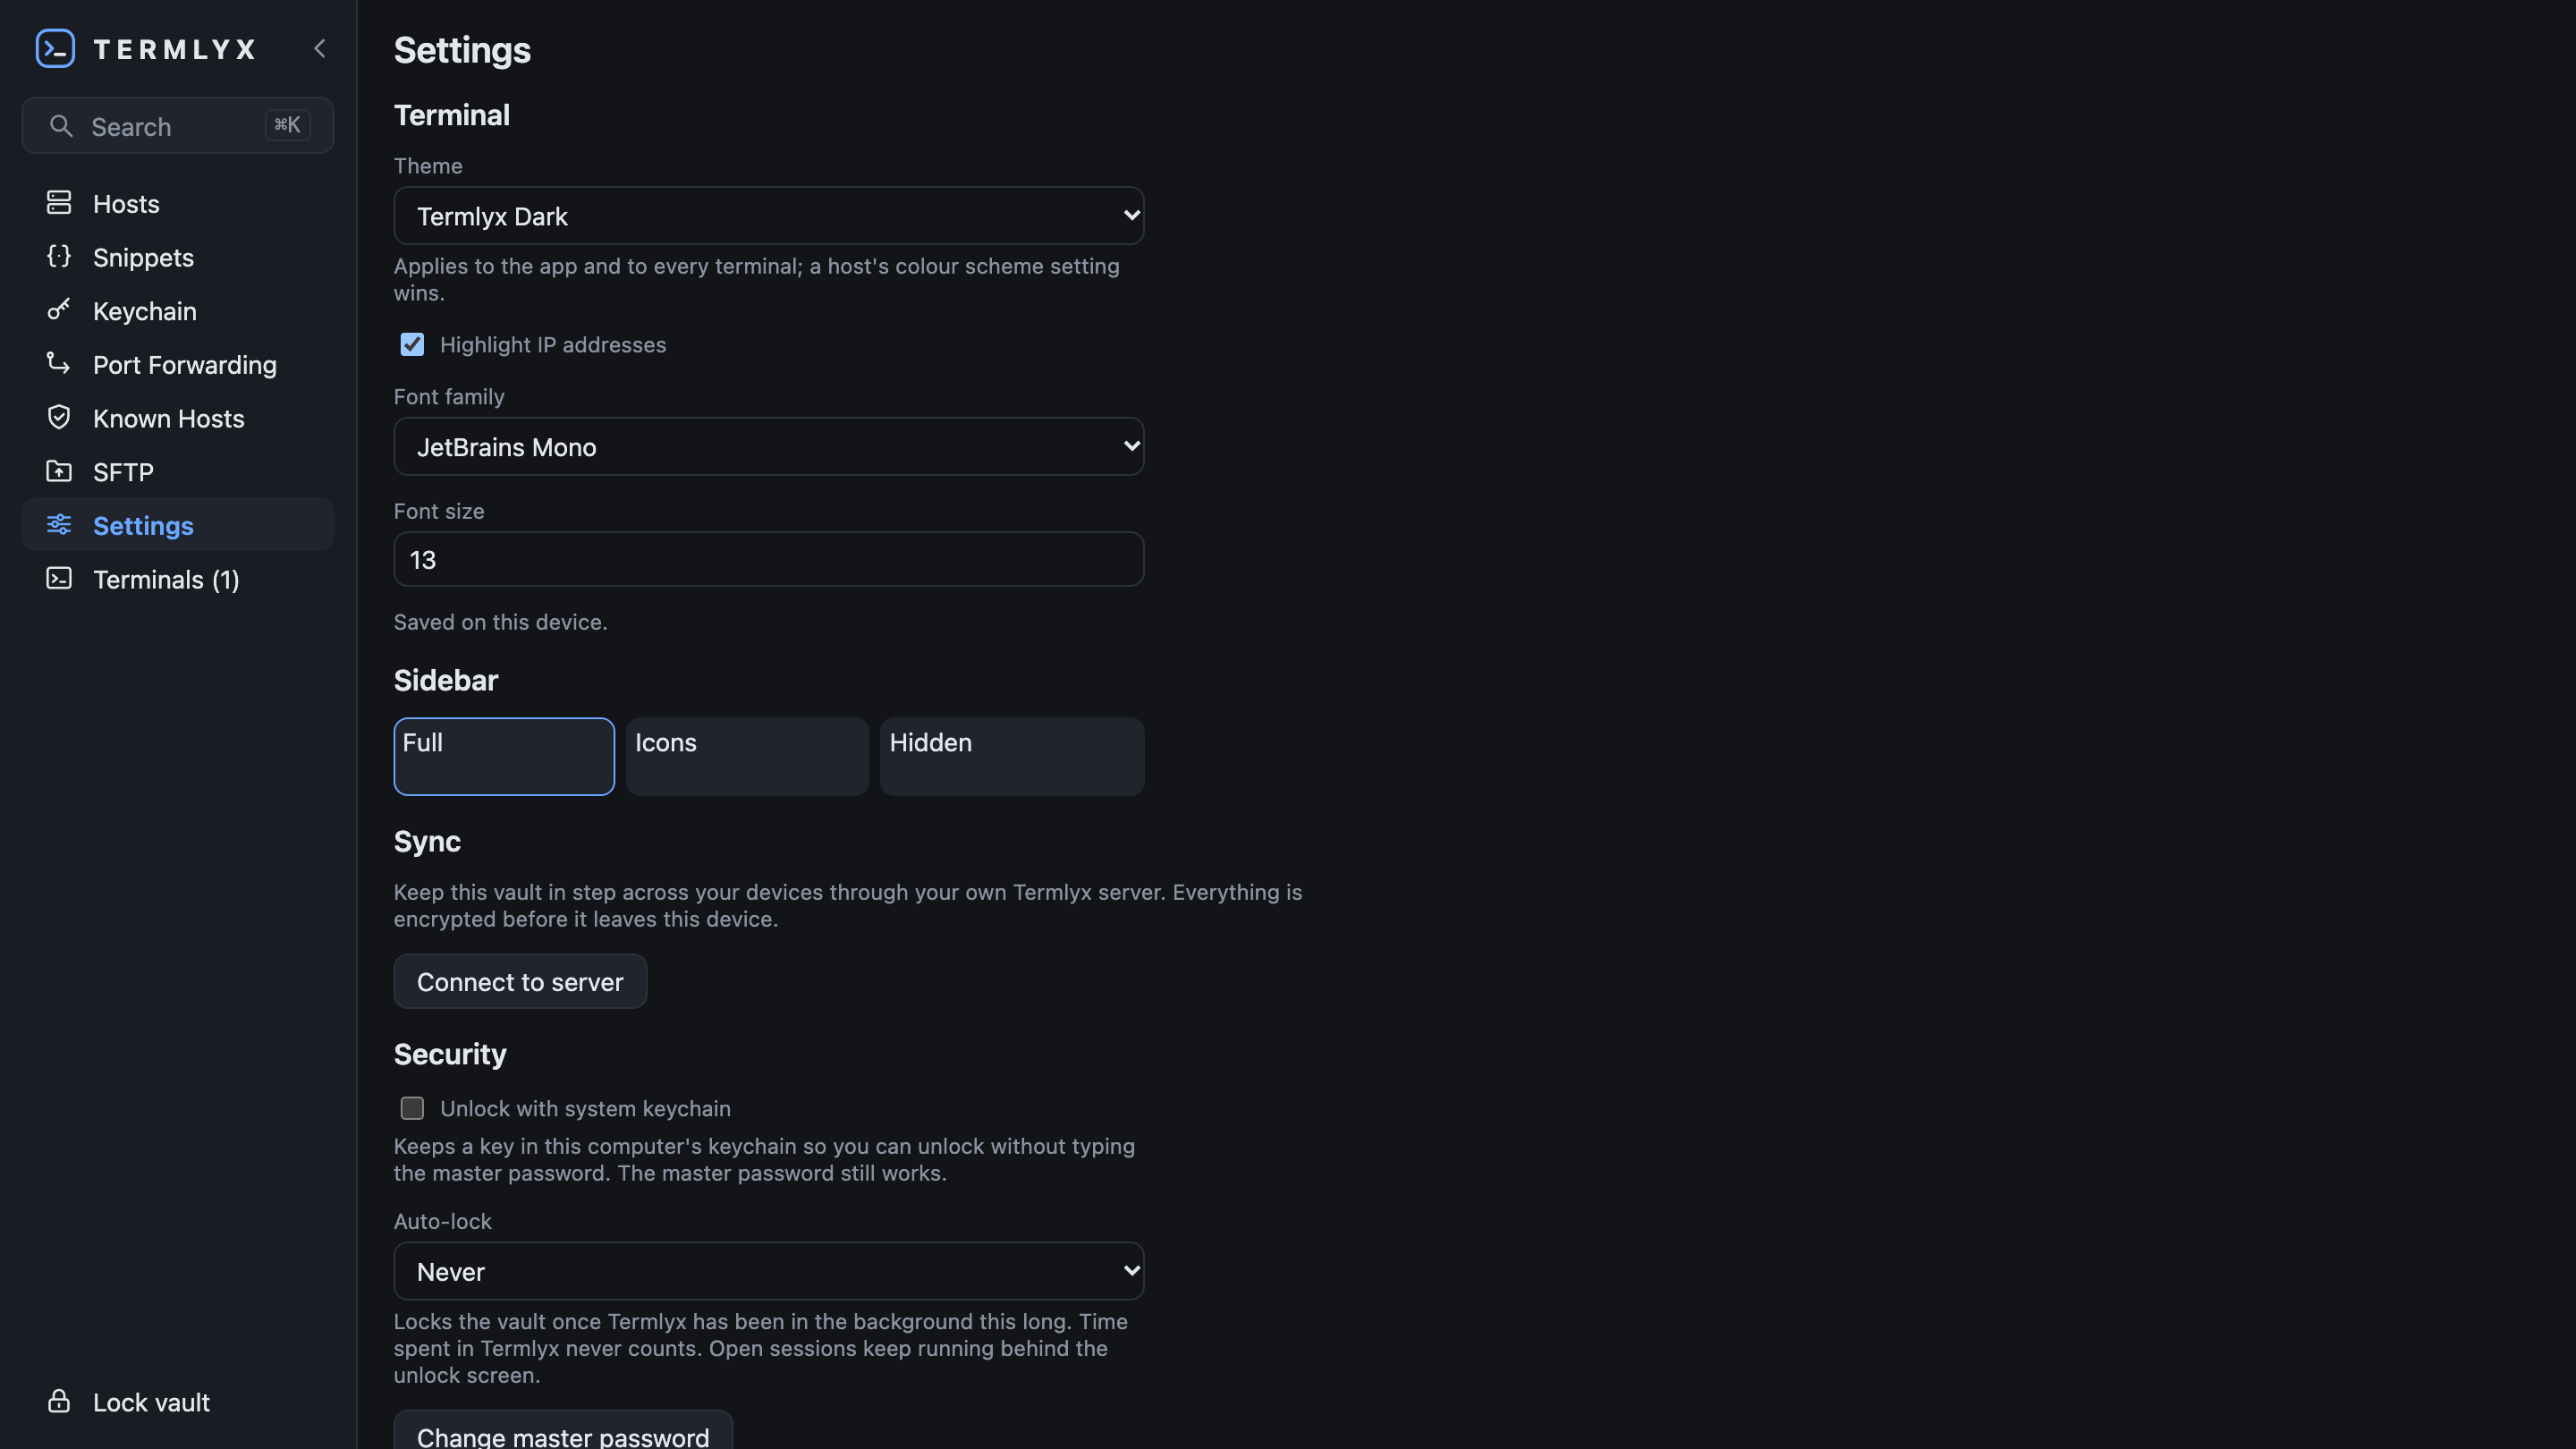 TERMLYX
Search ⌘K
Hosts
Snippets
Keychain
Port Forwarding
Known Hosts
SFTP
Settings
Terminals (1)
Lock vault
Settings
Terminal
Theme
Termlyx Dark
Applies to the app and to every terminal; a host's colour scheme setting
wins.
Highlight IP addresses
Font family
JetBrains Mono
Font size
13
Saved on this device.
Sidebar
Full Icons Hidden
Sync
Keep this vault in step across your devices through your own Termlyx server. Everything is
encrypted before it leaves this device.
Connect to server
Security
Unlock with system keychain
Keeps a key in this computer's keychain so you can unlock without typing
the master password. The master password still works.
Auto-lock
Never
Locks the vault once Termlyx has been in the background this long. Time
spent in Termlyx never counts. Open sessions keep running behind the
unlock screen.
Change master password